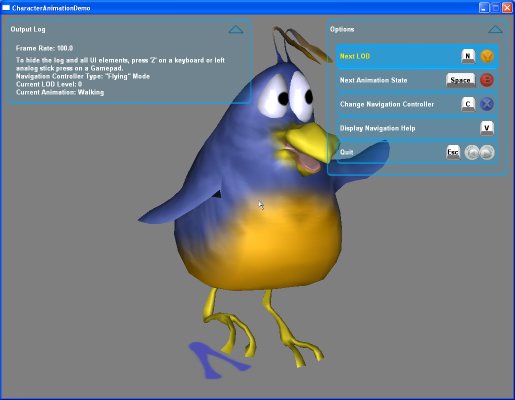 CharacterAnimationDemo
Output Log
Frame Rate: 100.0
To hide the log and all UI elements, press 'Z' on a keyboard or left
analog stick press on a Gamepad.
Navigation Controller Type: "Flying" Mode
Current LOD Level: 0
Current Animation: Walking
Options
Next LOD N Y
Next Animation State Space B
Change Navigation Controller C X
Display Navigation Help V
Quit Esc